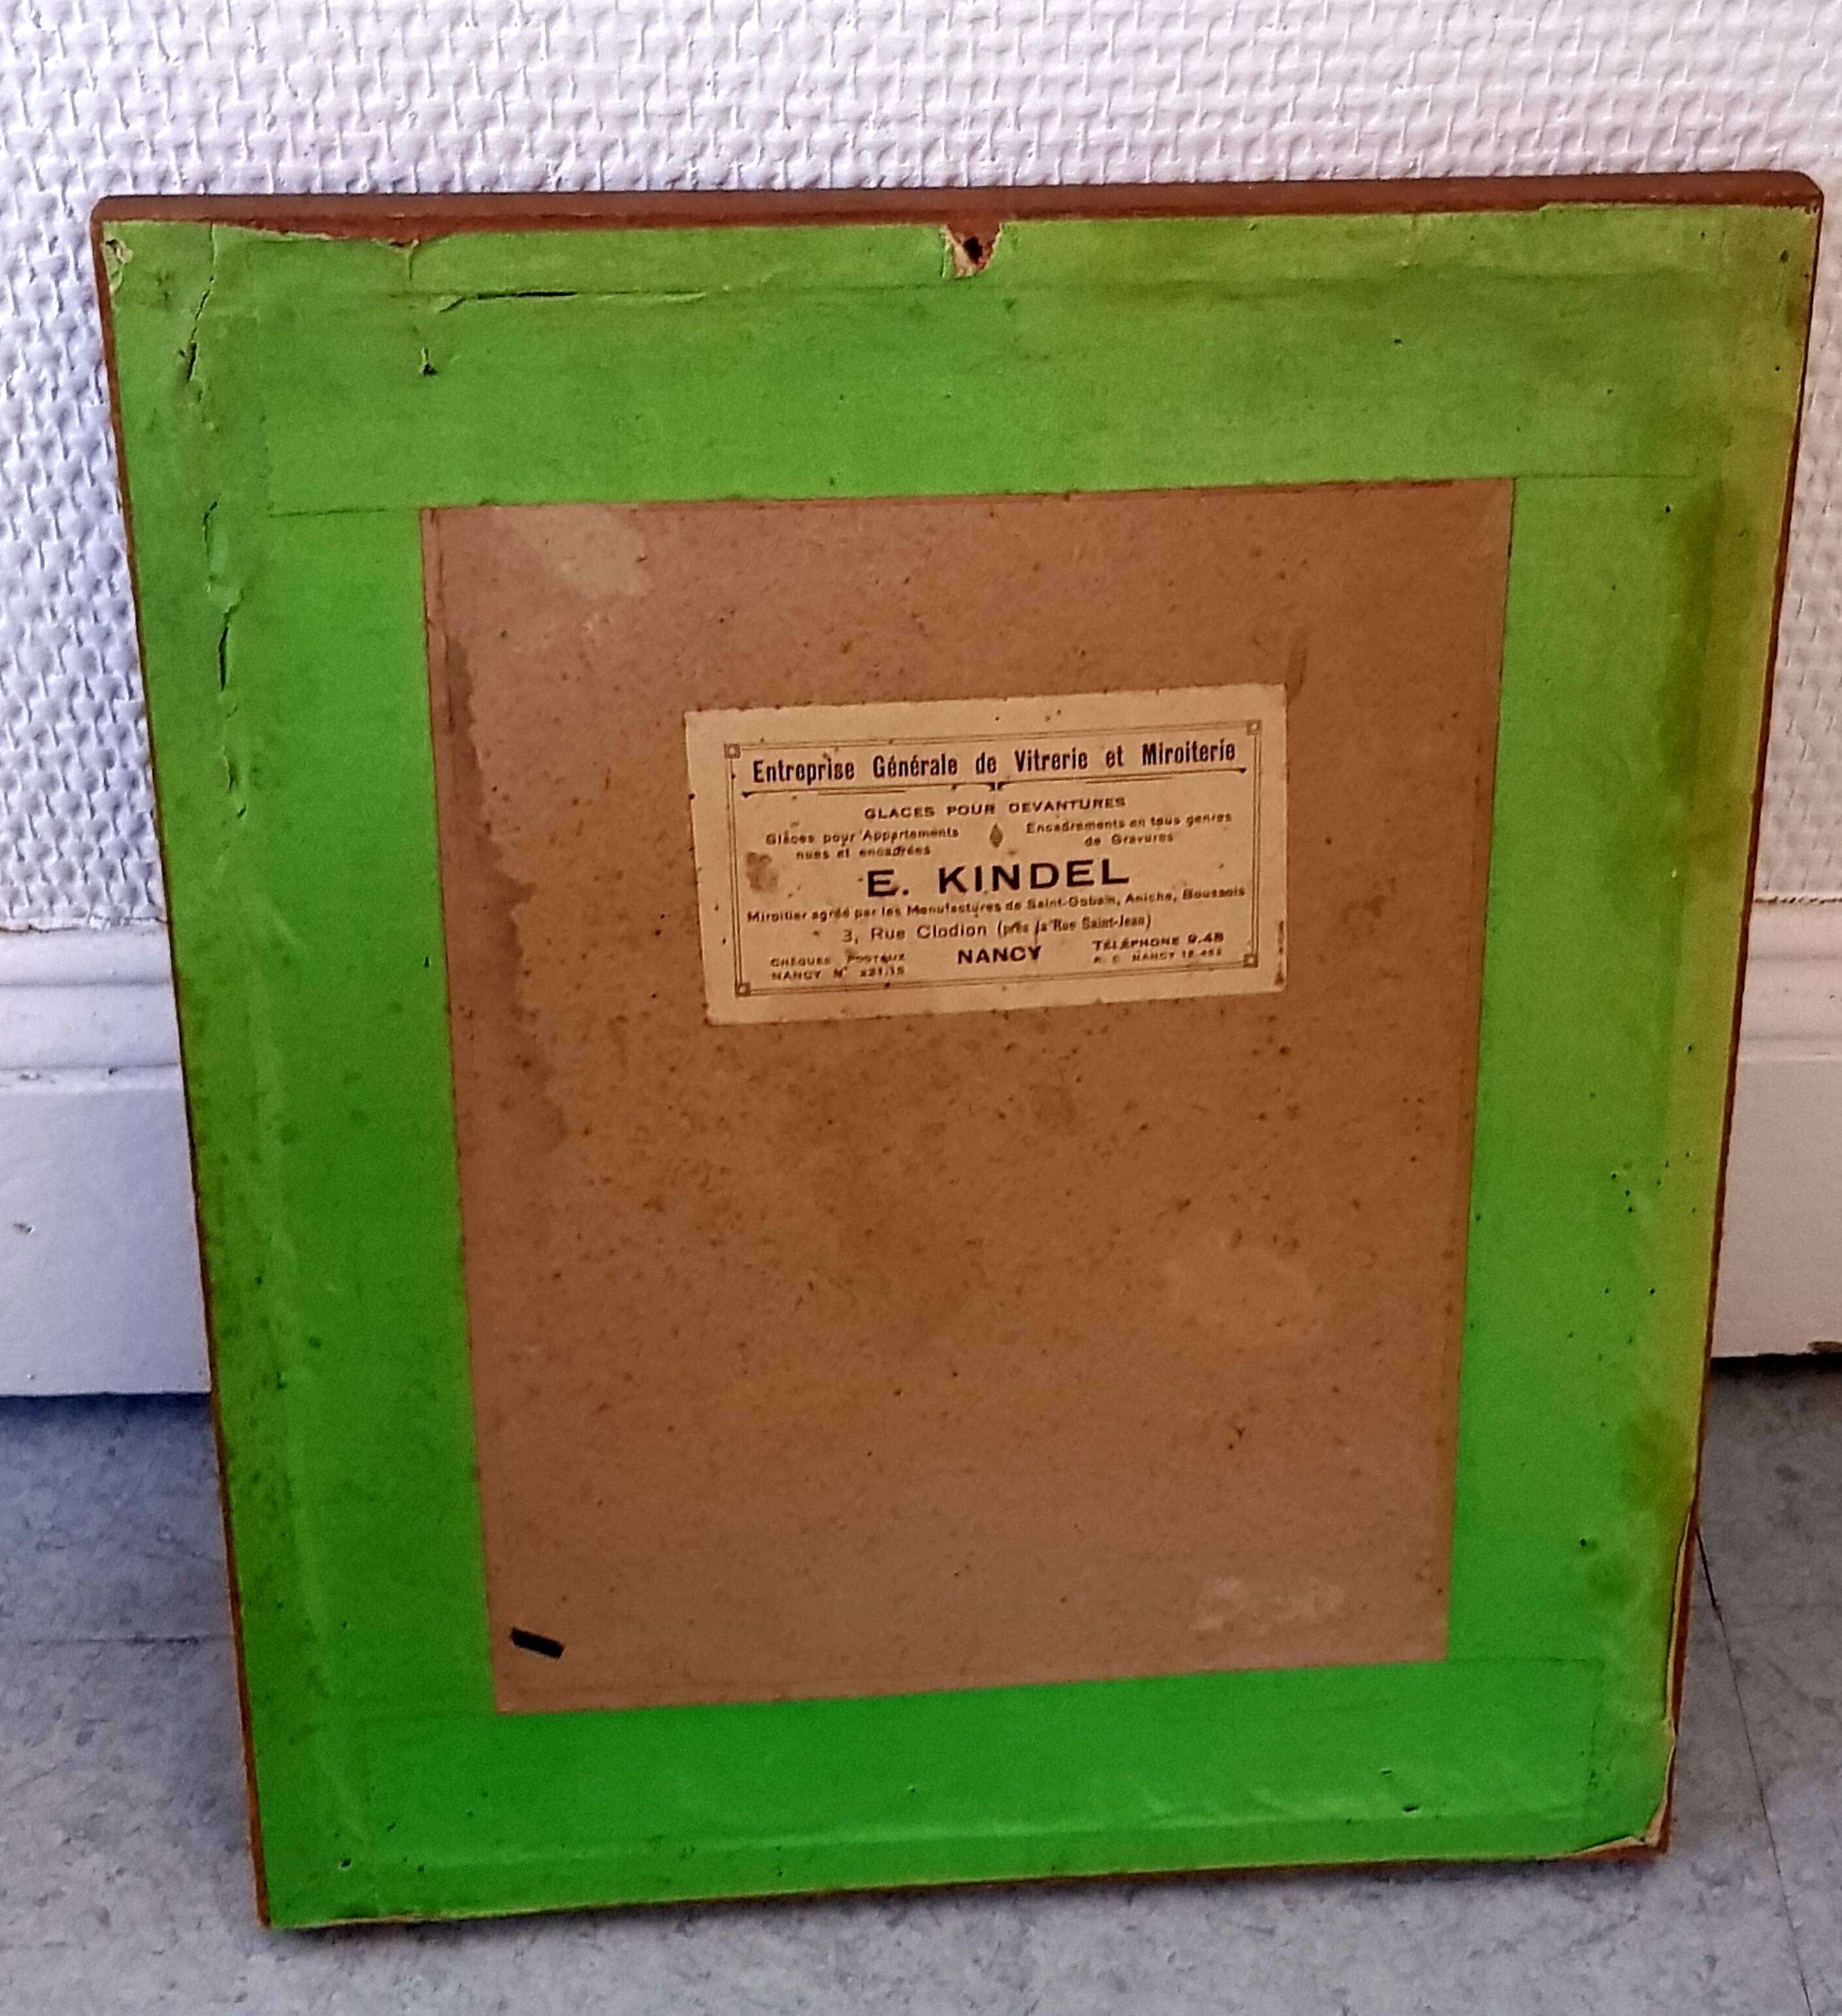 Entreprise Générale de Vitrerie et Miroiterie
GLACES POUR DEVANTURES
Glaces pour Appartements
nues et encadrées
Encadrements en tous genres
de Gravures
E. KINDEL
Miroitier agréé par les Manufactures de Saint-Gobain, Aniche, Boussois
3, Rue Clodion (près la Rue Saint-Jean)
CHÈQUES POSTAUX
NANCY N°
NANCY
TÉLÉPHONE 9.48
R. C. NANCY